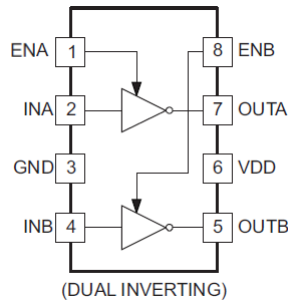 ENA 1 8 ENB
INA 2 7 OUTA
GND 3 6 VDD
INB 4 5 OUTB
(DUAL INVERTING)